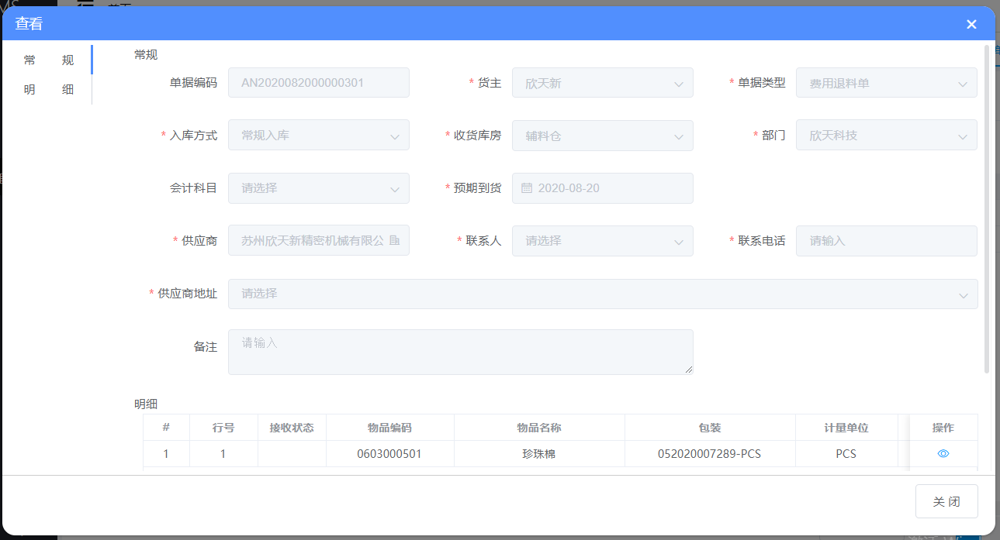 查看
常 规
明 细
常规
单据编码 AN2020082000000301 * 货主 欣天新 * 单据类型 费用退料单
* 入库方式 常规入库 * 收货库房 辅料仓 * 部门 欣天科技
会计科目 请选择 * 预期到货 2020-08-20
* 供应商 苏州欣天新精密机械有限公 * 联系人 请选择 * 联系电话 请输入
* 供应商地址 请选择
备注 请输入
明细
# 行号 接收状态 物品编码 物品名称 包装 计量单位 操作
1 1 0603000501 珍珠棉 052020007289-PCS PCS
关 闭